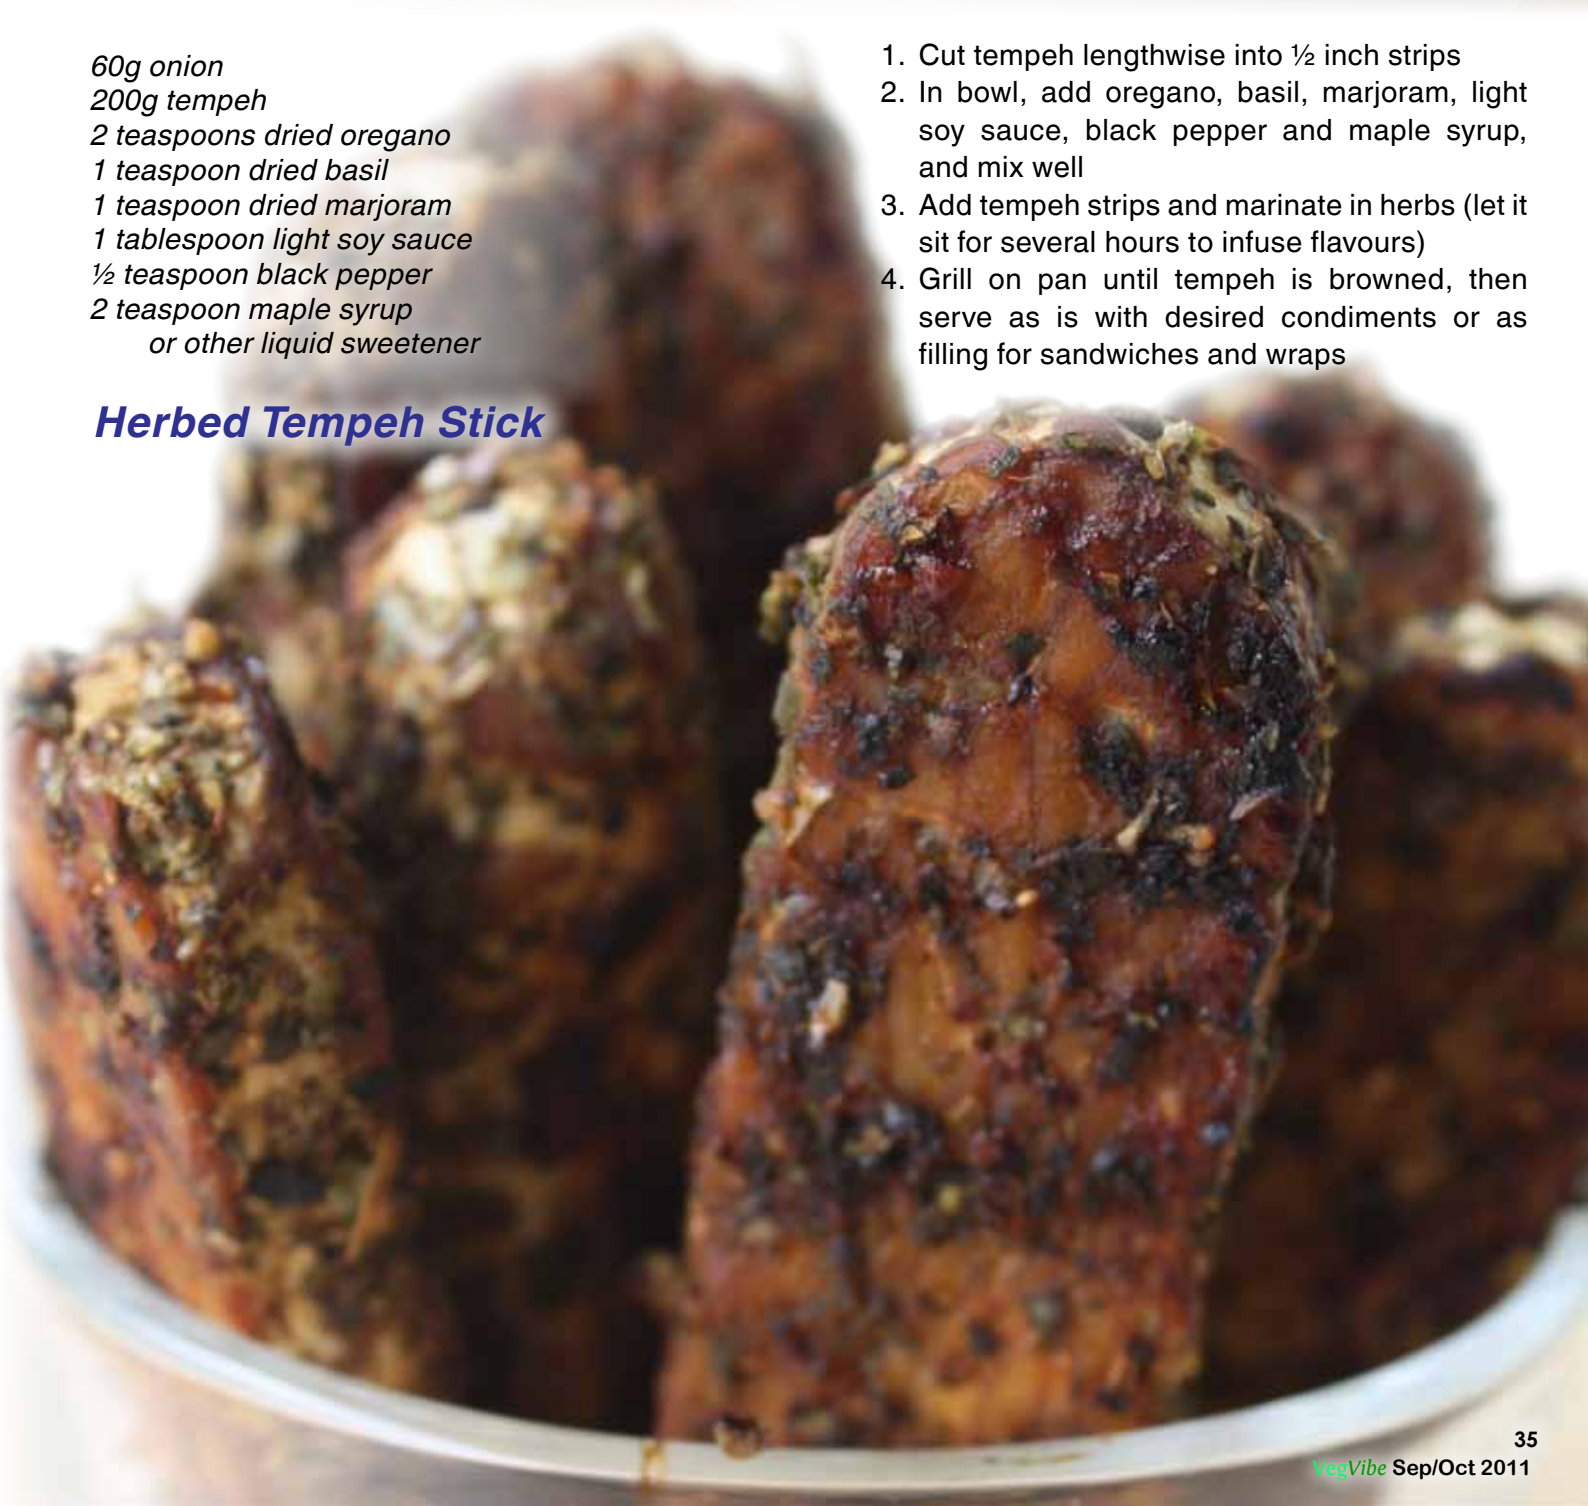 60g onion
200g tempeh
2 teaspoons dried oregano
1 teaspoon dried basil
1 teaspoon dried marjoram
1 tablespoon light soy sauce
½ teaspoon black pepper
2 teaspoon maple syrup
or other liquid sweetener
Herbed Tempeh Stick
1. Cut tempeh lengthwise into ½ inch strips
2. In bowl, add oregano, basil, marjoram, light
soy sauce, black pepper and maple syrup,
and mix well
3. Add tempeh strips and marinate in herbs (let it
sit for several hours to infuse flavours)
4. Grill on pan until tempeh is browned, then
serve as is with desired condiments or as
filling for sandwiches and wraps
35
VegVibe Sep/Oct 2011